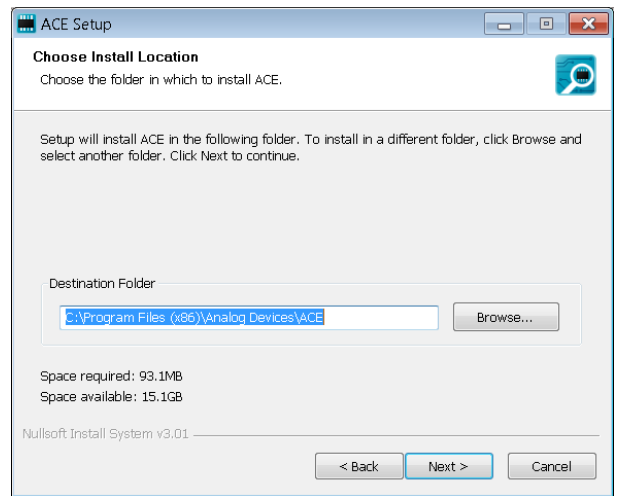 ACE Setup
Choose Install Location
Choose the folder in which to install ACE.
Setup will install ACE in the following folder. To install in a different folder, click Browse and
select another folder. Click Next to continue.
Destination Folder
C:\Program Files (x86)\Analog Devices\ACE
Browse...
Space required: 93.1MB
Space available: 15.1GB
Nullsoft Install System v3.01
< Back
Next >
Cancel